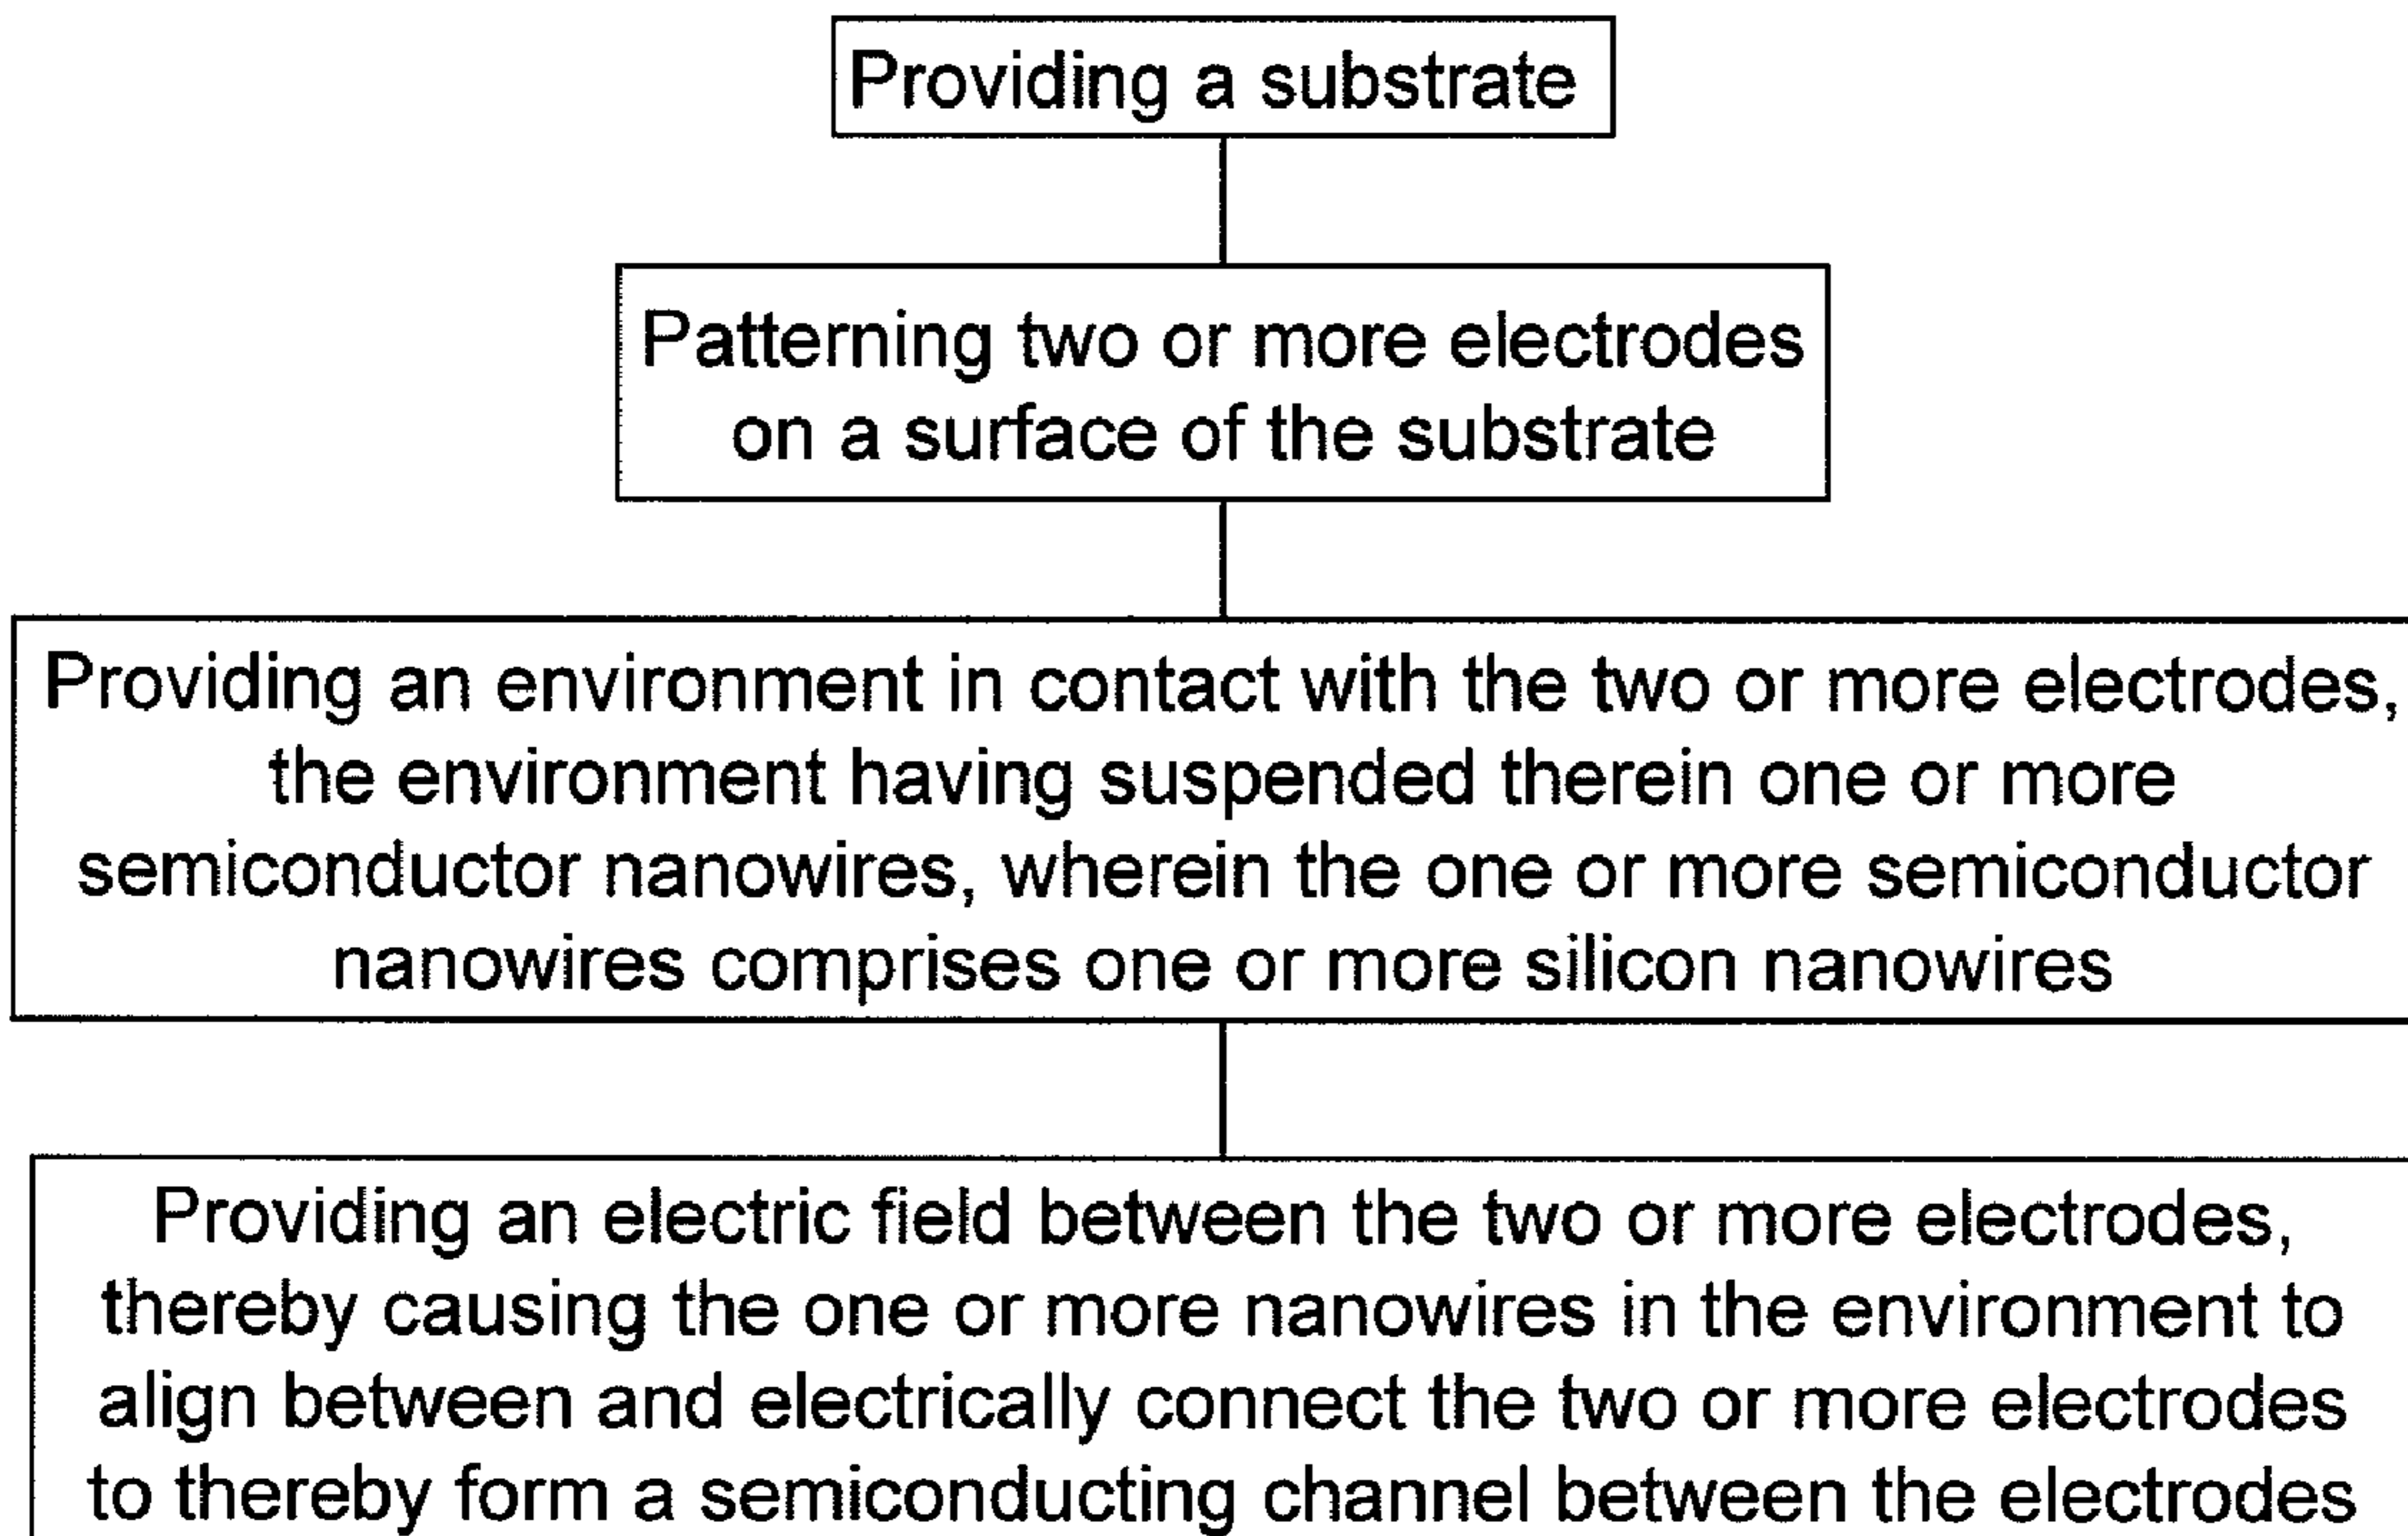 Providing a substrate
Patterning two or more electrodes
on a surface of the substrate
Providing an environment in contact with the two or more electrodes,
the environment having suspended therein one or more
semiconductor nanowires, wherein the one or more semiconductor
nanowires comprises one or more silicon nanowires
Providing an electric field between the two or more electrodes,
thereby causing the one or more nanowires in the environment to
align between and electrically connect the two or more electrodes
to thereby form a semiconducting channel between the electrodes